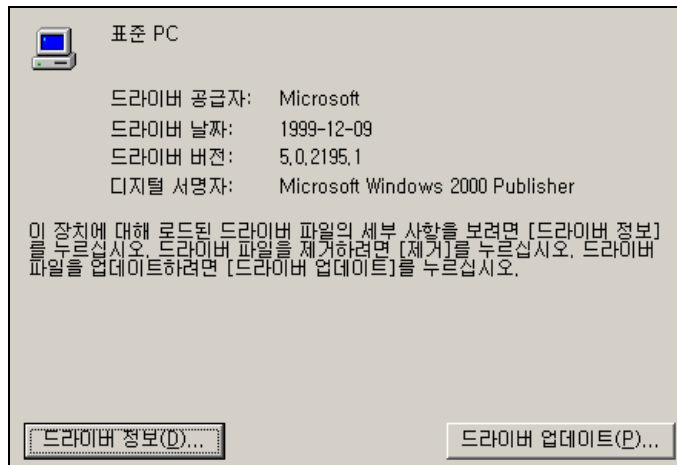 표준 PC
드라이버 공급자: Microsoft
드라이버 날짜: 1999-12-09
드라이버 버전: 5.0.2195.1
디지털 서명자: Microsoft Windows 2000 Publisher
이 장치에 대해 로드된 드라이버 파일의 세부 사항을 보려면 [드라이버 정보]
를 누르십시오. 드라이버 파일을 제거하려면 [제거]를 누르십시오. 드라이버
파일을 업데이트하려면 [드라이버 업데이트]를 누르십시오.
드라이버 정보(D)... 드라이버 업데이트(P)...